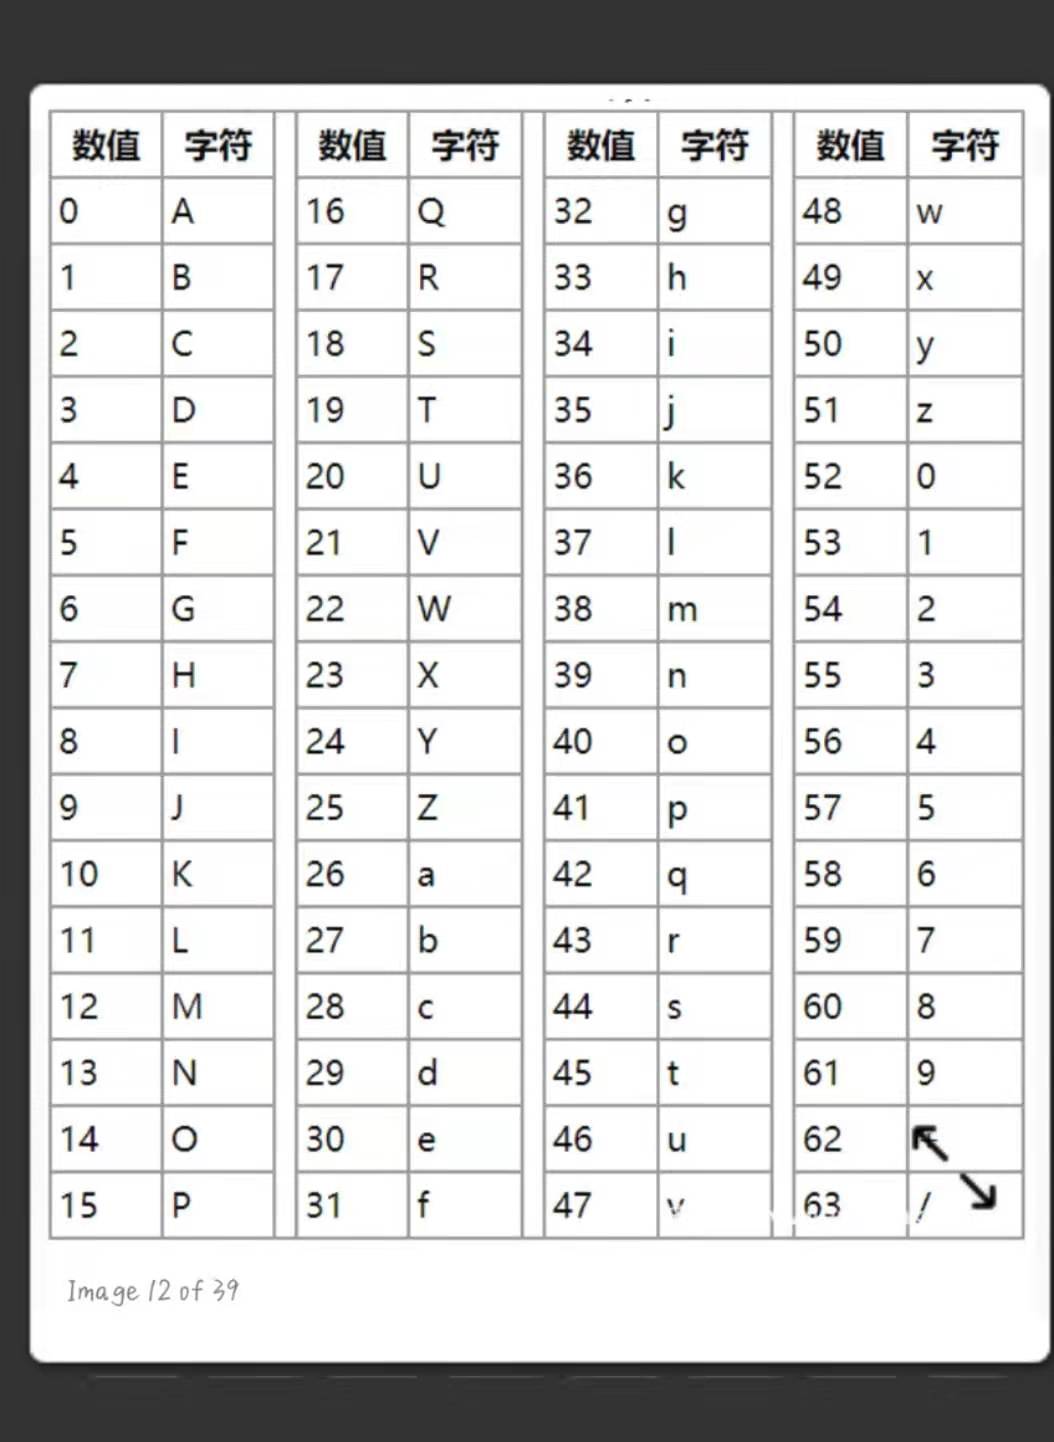 数值 字符 数值 字符 数值 字符 数值 字符
0 A 16 Q 32 g 48 w
1 B 17 R 33 h 49 x
2 C 18 S 34 i 50 y
3 D 19 T 35 j 51 z
4 E 20 U 36 k 52 0
5 F 21 V 37 l 53 1
6 G 22 W 38 m 54 2
7 H 23 X 39 n 55 3
8 I 24 Y 40 o 56 4
9 J 25 Z 41 p 57 5
10 K 26 a 42 q 58 6
11 L 27 b 43 r 59 7
12 M 28 c 44 s 60 8
13 N 29 d 45 t 61 9
14 O 30 e 46 u 62
15 P 31 f 47 v 63 /
Image 12 of 39